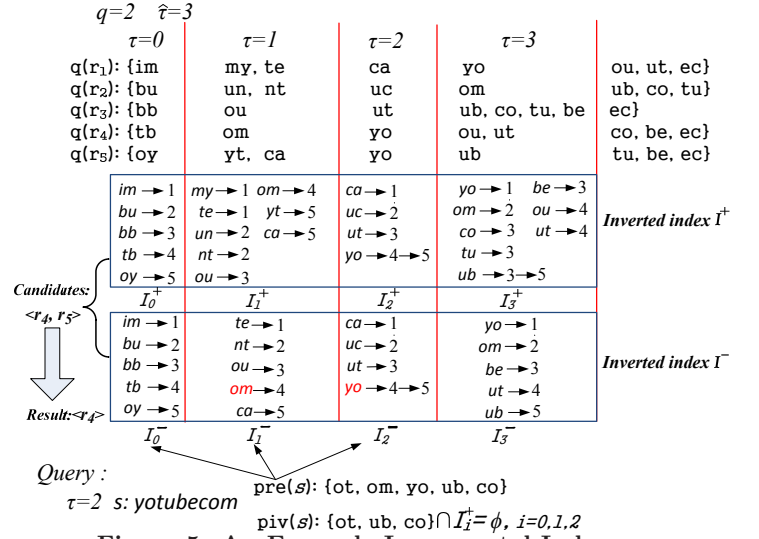 q=2 τ̂=3
τ=0 τ=1 τ=2 τ=3
q(r₁): {im my, te ca yo ou, ut, ec}
q(r₂): {bu un, nt uc om ub, co, tu}
q(r₃): {bb ou ut ub, co, tu, be ec}
q(r₄): {tb om yo ou, ut co, be, ec}
q(r₅): {oy yt, ca yo ub tu, be, ec}
im → 1 my → 1 om → 4 ca → 1 yo → 1 be → 3
bu → 2 te → 1 yt → 5 uc → 2 om → 2 ou → 4
bb → 3 un → 2 ca → 5 ut → 3 co → 3 ut → 4
tb → 4 nt → 2 yo → 4 → 5 tu → 3
oy → 5 ou → 3 ub → 3 → 5
Inverted index I⁺
I₀⁺ I₁⁺ I₂⁺ I₃⁺
Candidates:
<r₄, r₅>
Result:<r₄>
im → 1 te → 1 ca → 1 yo → 1
bu → 2 nt → 2 uc → 2 om → 2
bb → 3 ou → 3 ut → 3 be → 3
tb → 4 om → 4 yo → 4 → 5 ut → 4
oy → 5 ca → 5 ub → 5
Inverted index I⁻
I₀⁻ I₁⁻ I₂⁻ I₃⁻
Query :
τ=2 s: yotubecom
pre(s): {ot, om, yo, ub, co}
piv(s): {ot, ub, co}∩Iᵢ⁺=ϕ, i=0,1,2